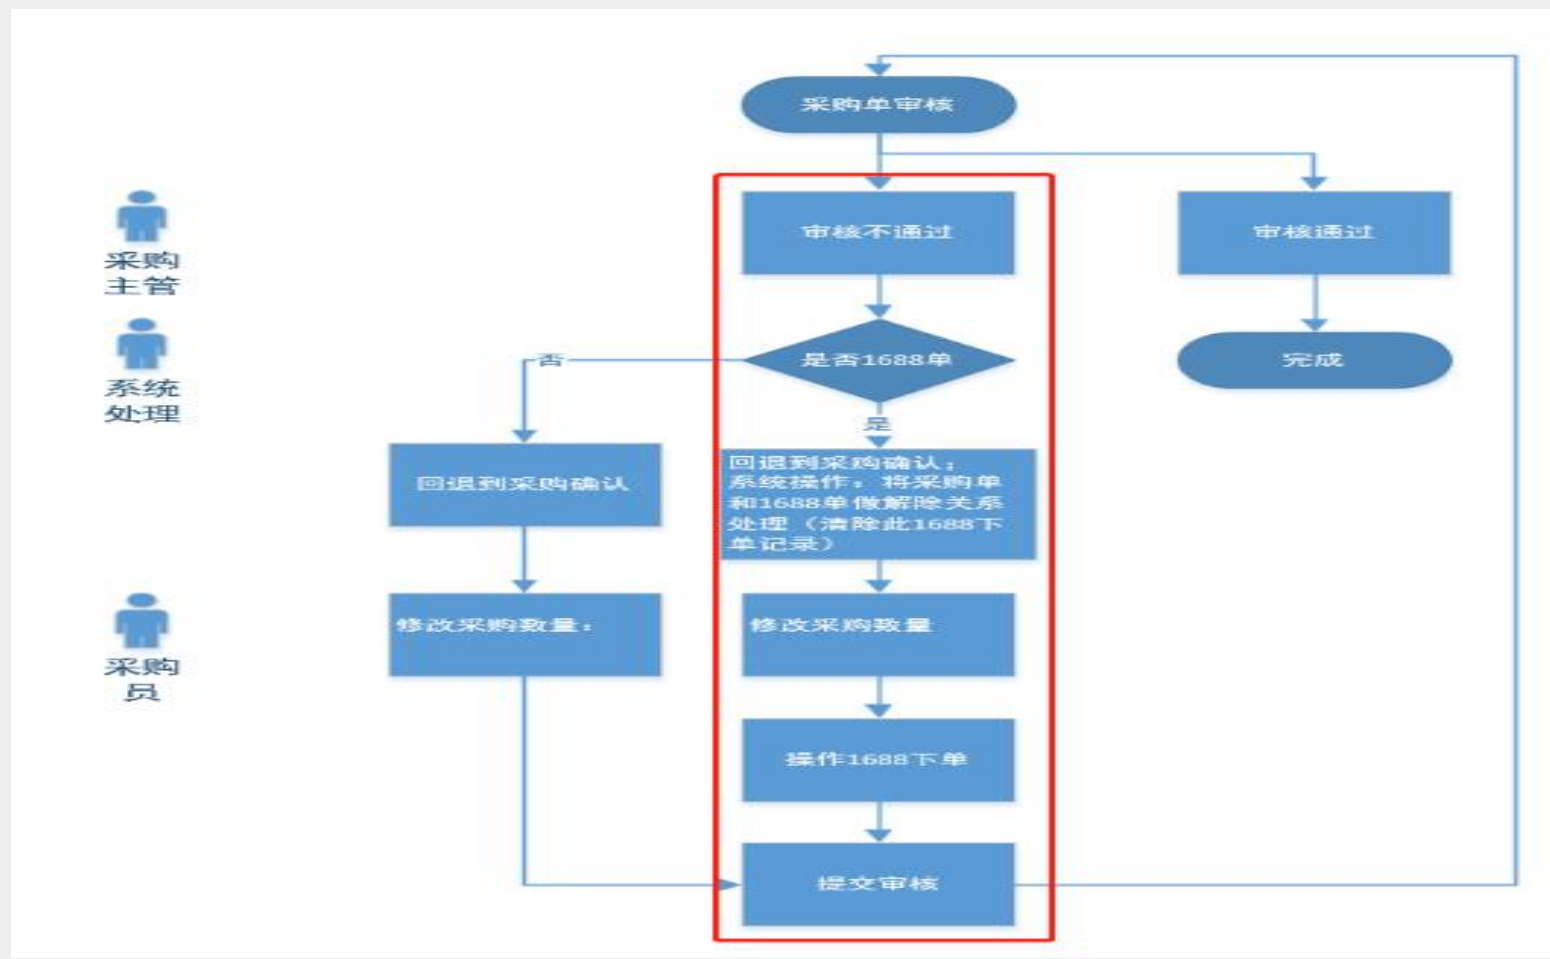 采购单审核
审核不通过
审核通过
采购
主管
是否1688单
完成
否
系统
处理
是
回退到采购确认
回退到采购确认；
系统操作：将采购单
和1688单做解除关系
处理（清除此1688下
单记录）
修改采购数量：
修改采购数量
采购
员
操作1688下单
提交审核